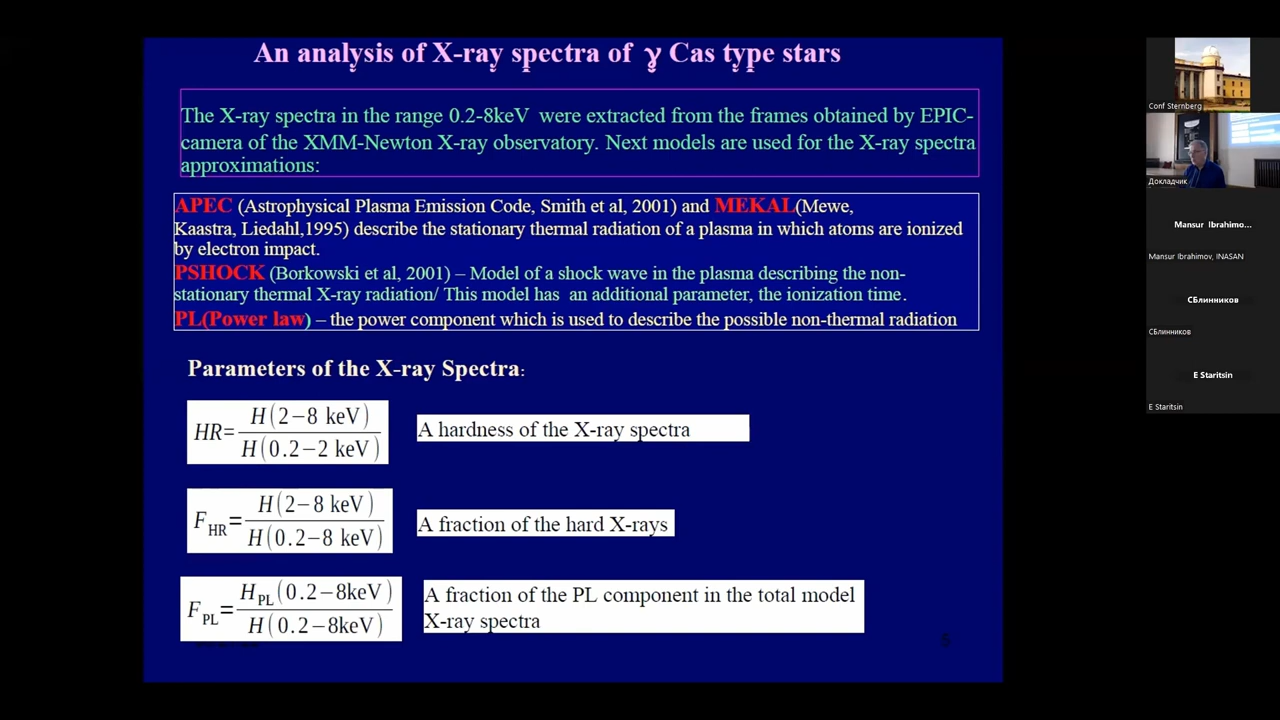 An analysis of X-ray spectra of γ Cas type stars
The X-ray spectra in the range 0.2-8keV were extracted from the frames obtained by EPIC-
camera of the XMM-Newton X-ray observatory. Next models are used for the X-ray spectra
approximations:
APEC (Astrophysical Plasma Emission Code, Smith et al, 2001) and MEKAL(Mewe,
Kaastra, Liedahl,1995) describe the stationary thermal radiation of a plasma in which atoms are ionized
by electron impact.
PSHOCK (Borkowski et al, 2001) – Model of a shock wave in the plasma describing the non-
stationary thermal X-ray radiation/ This model has an additional parameter, the ionization time.
PL(Power law) – the power component which is used to describe the possible non-thermal radiation
Parameters of the X-ray Spectra:
HR= H(2−8 keV) / H(0.2−2 keV)
A hardness of the X-ray spectra
F_HR= H(2−8 keV) / H(0.2−8 keV)
A fraction of the hard X-rays
F_PL= H_PL(0.2−8keV) / H(0.2−8keV)
A fraction of the PL component in the total model
X-ray spectra
5
Conf Sternberg
Докладчик
Mansur Ibrahimo...
Mansur Ibrahimov, INASAN
СБлинников
СБлинников
E Staritsin
E Staritsin